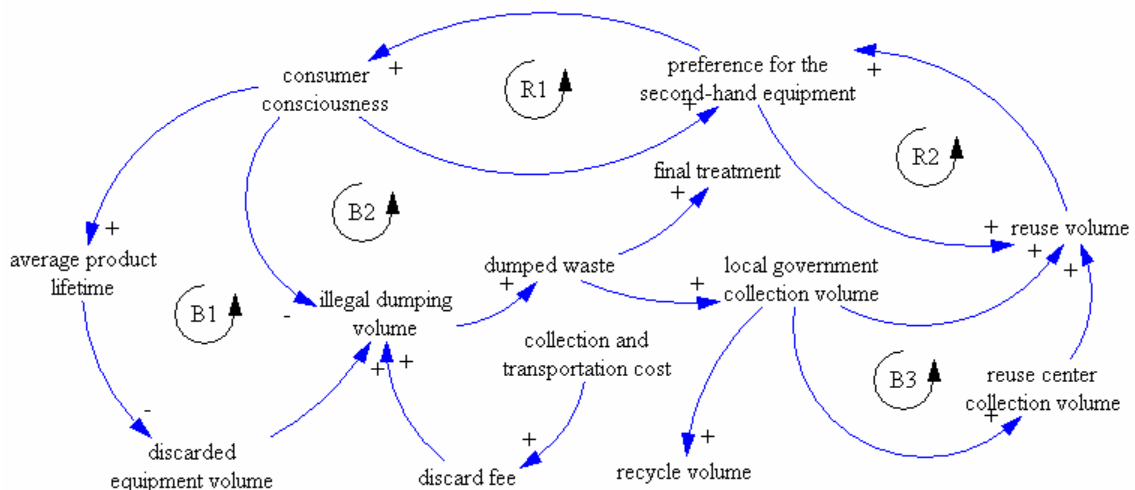 consumer
consciousness
+
R1
preference for the
second-hand equipment
+
+
R2
final treatment
+
B2
+
average product
lifetime
+
reuse volume
+
+
dumped waste
+
local government
collection volume
+
B1
-
illegal dumping
volume
+
+
collection and
transportation cost
B3
reuse center
collection volume
+
-
discarded
equipment volume
+
discard fee
+
recycle volume